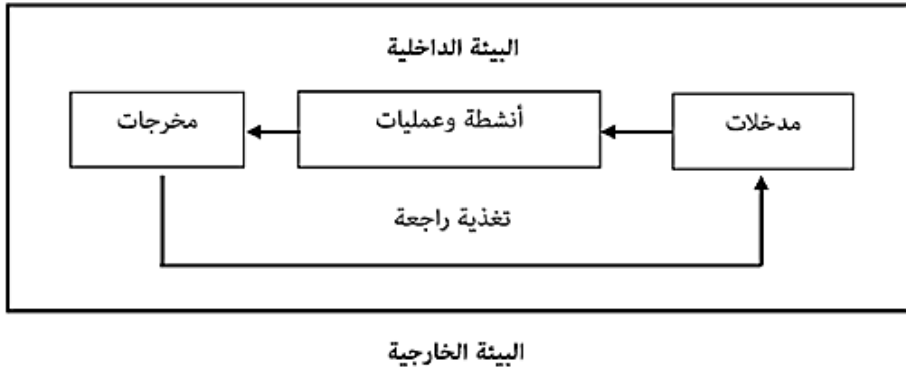 البيئة الداخلية
مدخلات
أنشطة وعمليات
مخرجات
تغذية راجعة
البيئة الخارجية